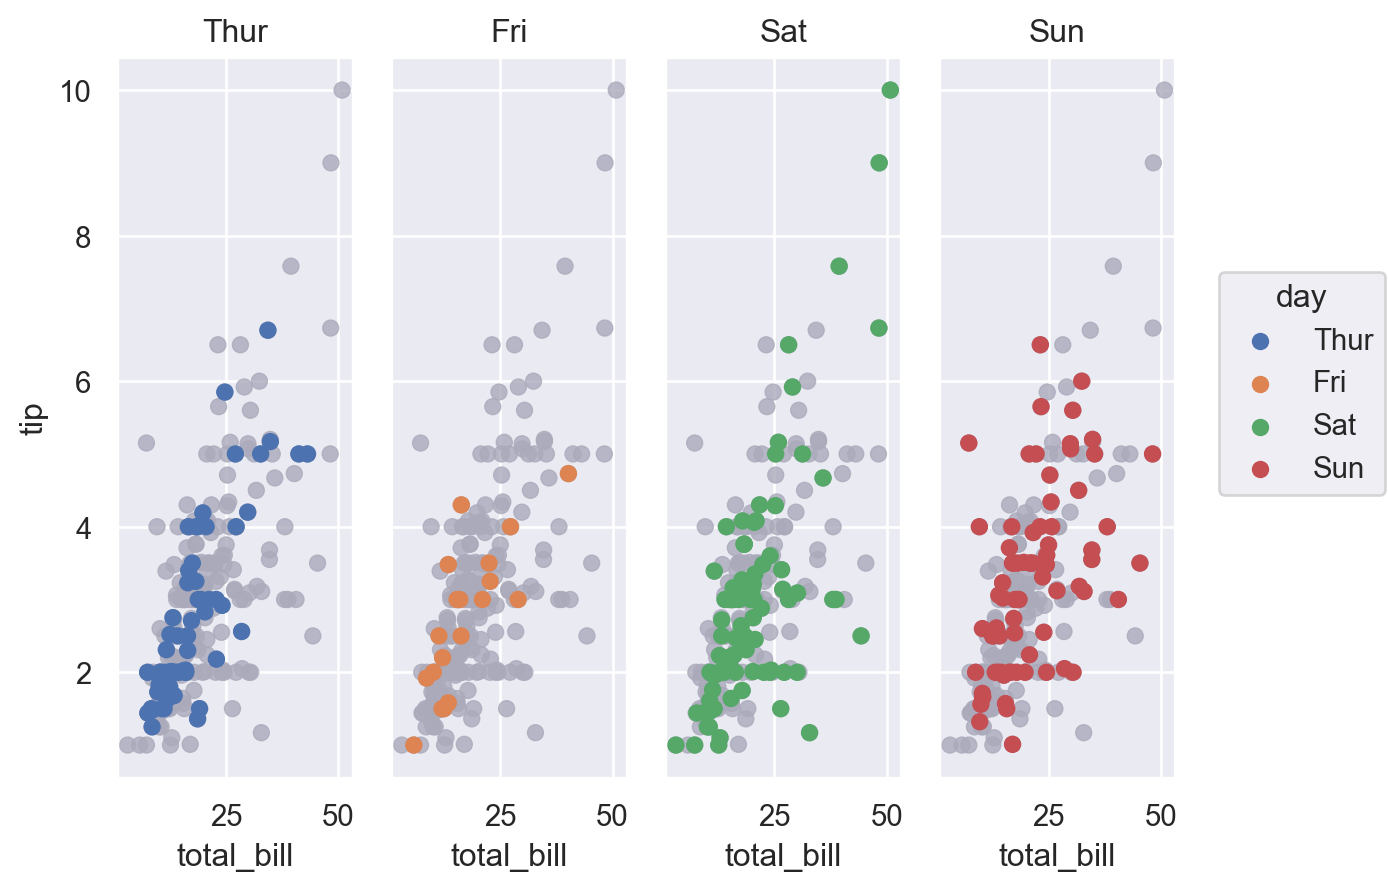 Thur Fri Sat Sun
10
8
6
4
2
tip
25 50 25 50 25 50 25 50
total_bill total_bill total_bill total_bill
day
Thur
Fri
Sat
Sun